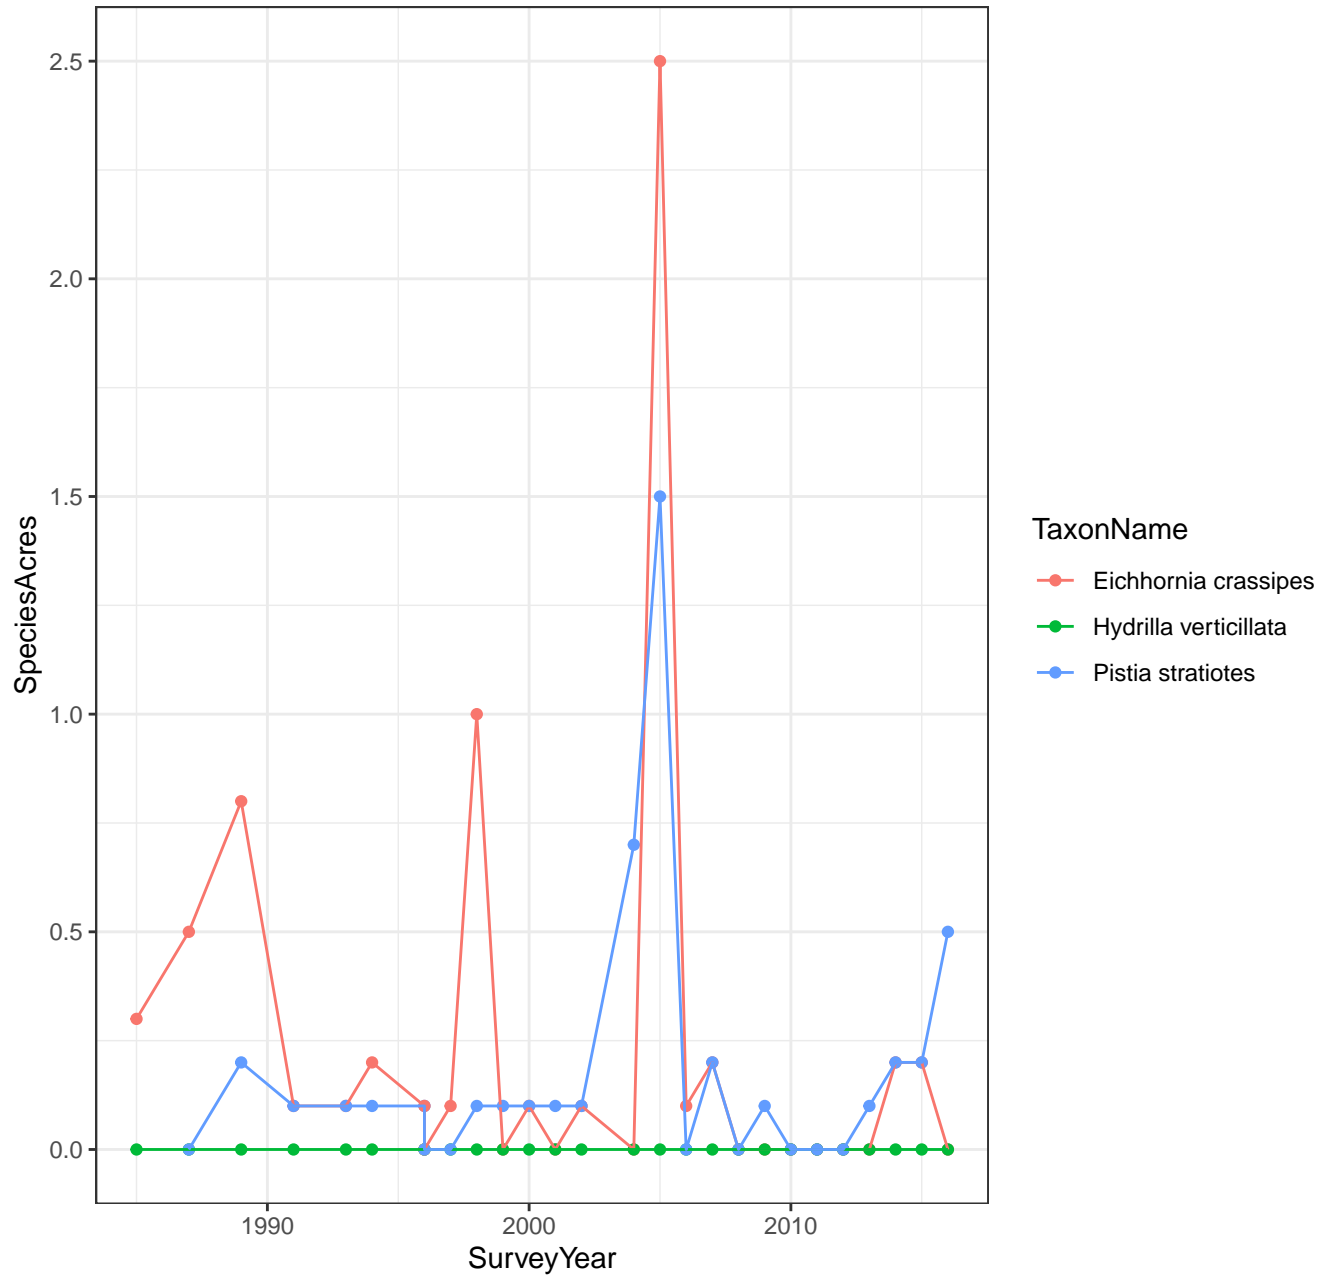 2.5
2.0
1.5
1.0
0.5
0.0
SpeciesAcres
1990
2000
2010
SurveyYear
TaxonName
Eichhornia crassipes
Hydrilla verticillata
Pistia stratiotes